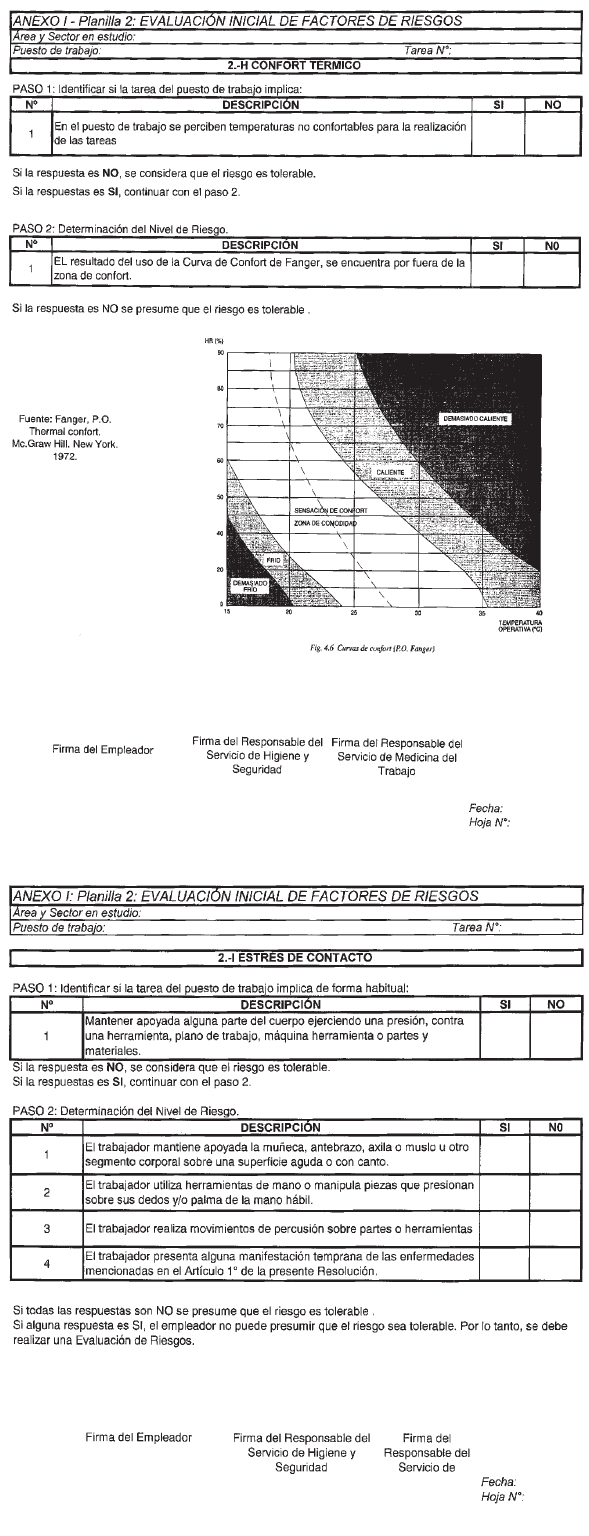 ANEXO I - Planilla 2: EVALUACIÓN INICIAL DE FACTORES DE RIESGOS
Área y Sector en estudio:
Puesto de trabajo: Tarea N°:
2.-H CONFORT TÉRMICO
PASO 1: Identificar si la tarea del puesto de trabajo implica:
N° DESCRIPCIÓN SI NO
1 En el puesto de trabajo se perciben temperaturas no confortables para la realización
de las tareas
Si la respuesta es NO, se considera que el riesgo es tolerable.
Si la respuestas es SI, continuar con el paso 2.
PASO 2: Determinación del Nivel de Riesgo.
N° DESCRIPCIÓN SI N0
1 EL resultado del uso de la Curva de Confort de Fanger, se encuentra por fuera de la
zona de confort.
Si la respuesta es NO se presume que el riesgo es tolerable .
Fuente: Fanger, P.O.
Thermal confort.
Mc.Graw Hill. New York.
1972.
HR (%)
90
80
70
60
50
40
20
0
DEMASIADO CALIENTE
CALIENTE
SENSACIÓN DE CONFORT
ZONA DE COMODIDAD
FRIO
DEMASIADO
FRIO
15 20 25 30 35 40
TEMPERATURA
OPERATIVA (°C)
Fig. 4.6 Curvas de confort (P.O. Fanger)
Firma del Empleador
Firma del Responsable del
Servicio de Higiene y
Seguridad
Firma del Responsable del
Servicio de Medicina del
Trabajo
Fecha:
Hoja N°:
ANEXO I: Planilla 2: EVALUACIÓN INICIAL DE FACTORES DE RIESGOS
Área y Sector en estudio:
Puesto de trabajo: Tarea N°:
2.-I ESTRÉS DE CONTACTO
PASO 1: Identificar si la tarea del puesto de trabajo implica de forma habitual:
N° DESCRIPCIÓN SI NO
1 Mantener apoyada alguna parte del cuerpo ejerciendo una presión, contra
una herramienta, plano de trabajo, máquina herramienta o partes y
materiales.
Si la respuesta es NO, se considera que el riesgo es tolerable.
Si la respuestas es SI, continuar con el paso 2.
PASO 2: Determinación del Nivel de Riesgo.
N° DESCRIPCIÓN SI N0
1 El trabajador mantiene apoyada la muñeca, antebrazo, axila o muslo u otro
segmento corporal sobre una superficie aguda o con canto.
2 El trabajador utiliza herramientas de mano o manipula piezas que presionan
sobre sus dedos y/o palma de la mano hábil.
3 El trabajador realiza movimientos de percusión sobre partes o herramientas
4 El trabajador presenta alguna manifestación temprana de las enfermedades
mencionadas en el Artículo 1° de la presente Resolución.
Si todas las respuestas son NO se presume que el riesgo es tolerable .
Si alguna respuesta es SI, el empleador no puede presumir que el riesgo sea tolerable. Por lo tanto, se debe
realizar una Evaluación de Riesgos.
Firma del Empleador
Firma del Responsable del
Servicio de Higiene y
Seguridad
Firma del
Responsable del
Servicio de
Fecha:
Hoja N°: